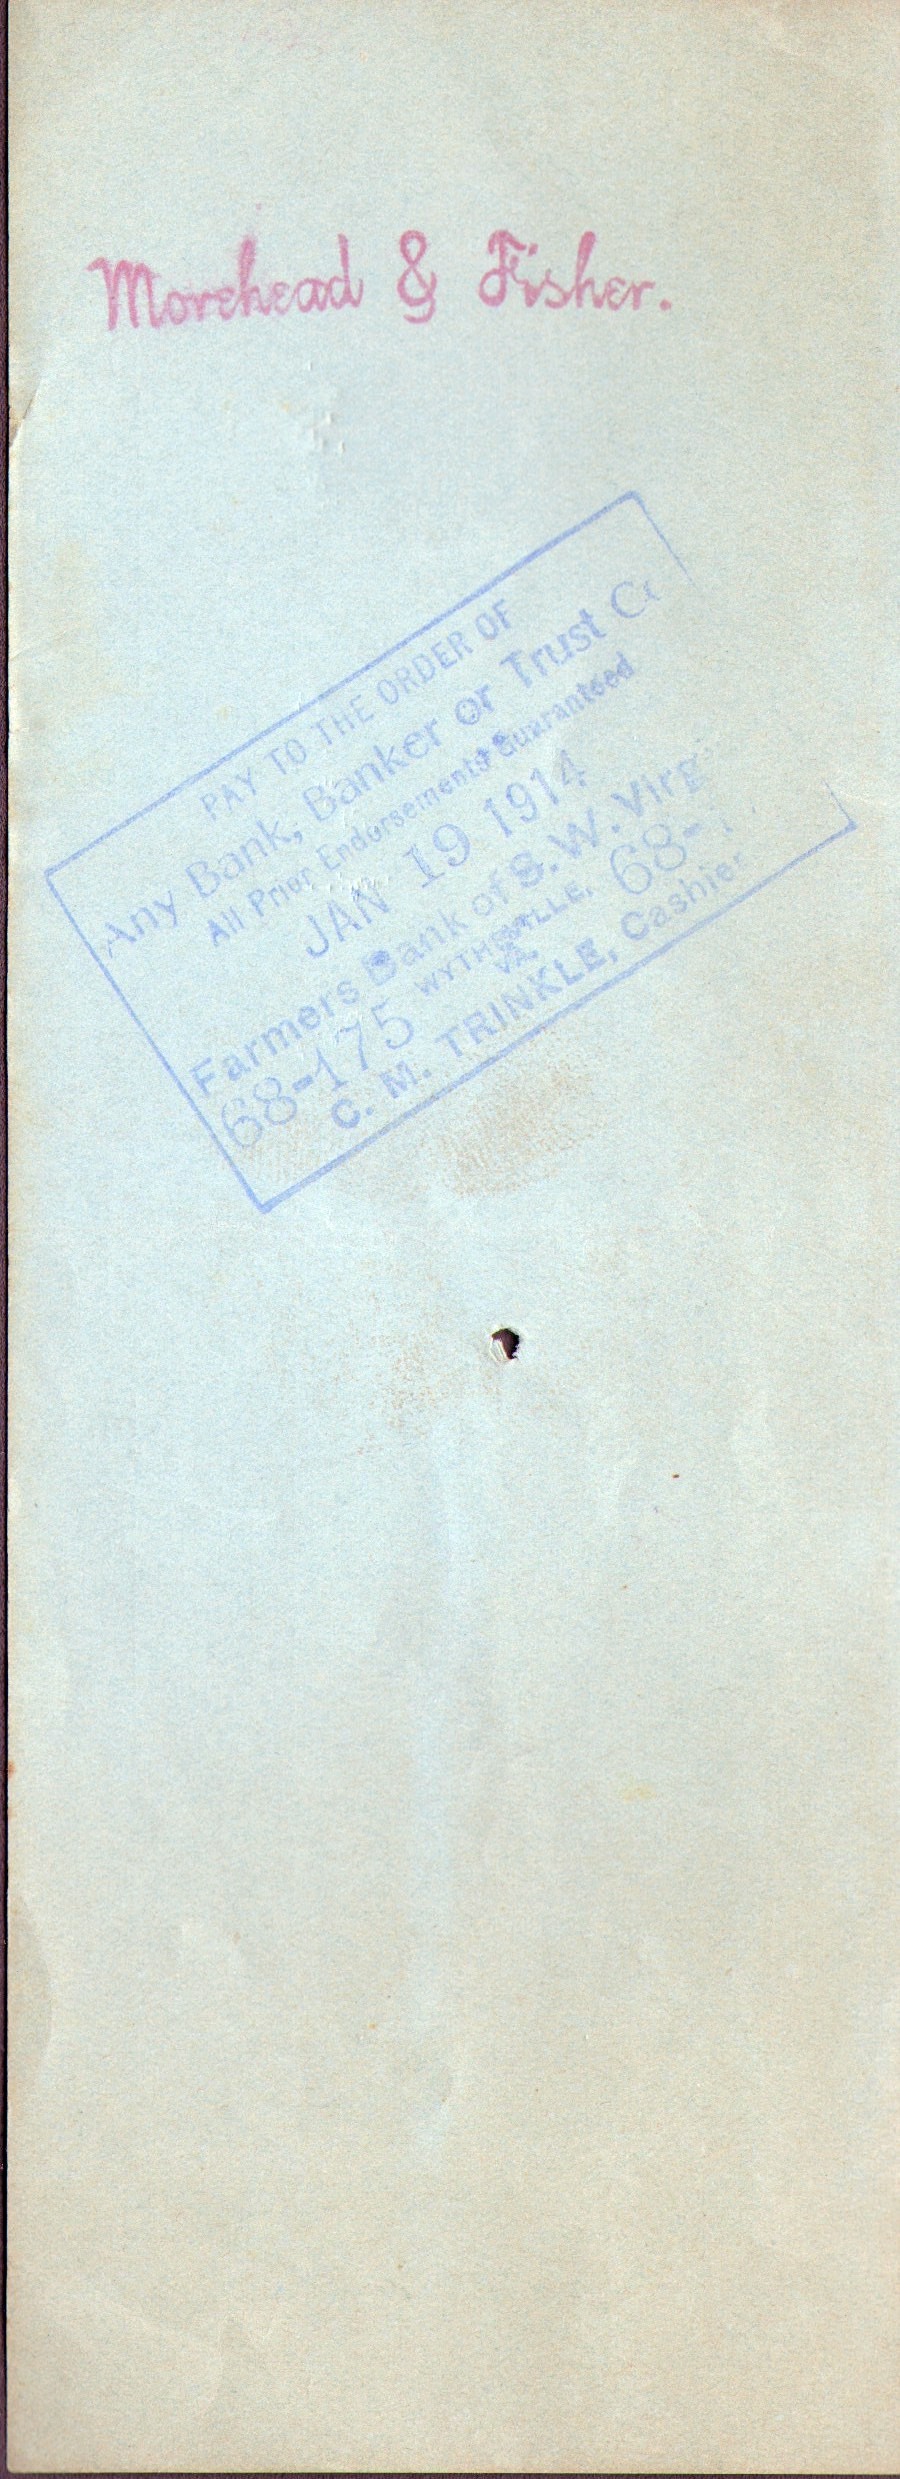 Morehead & Fisher.
PAY TO THE ORDER OF
Any Bank, Banker or Trust Co
All Prior Endorsements Guaranteed
JAN 19 1914
Farmers Bank of S.W. Virg
68-175 WYTHEVILLE, VA. 68-
C. M. TRINKLE, Cashier